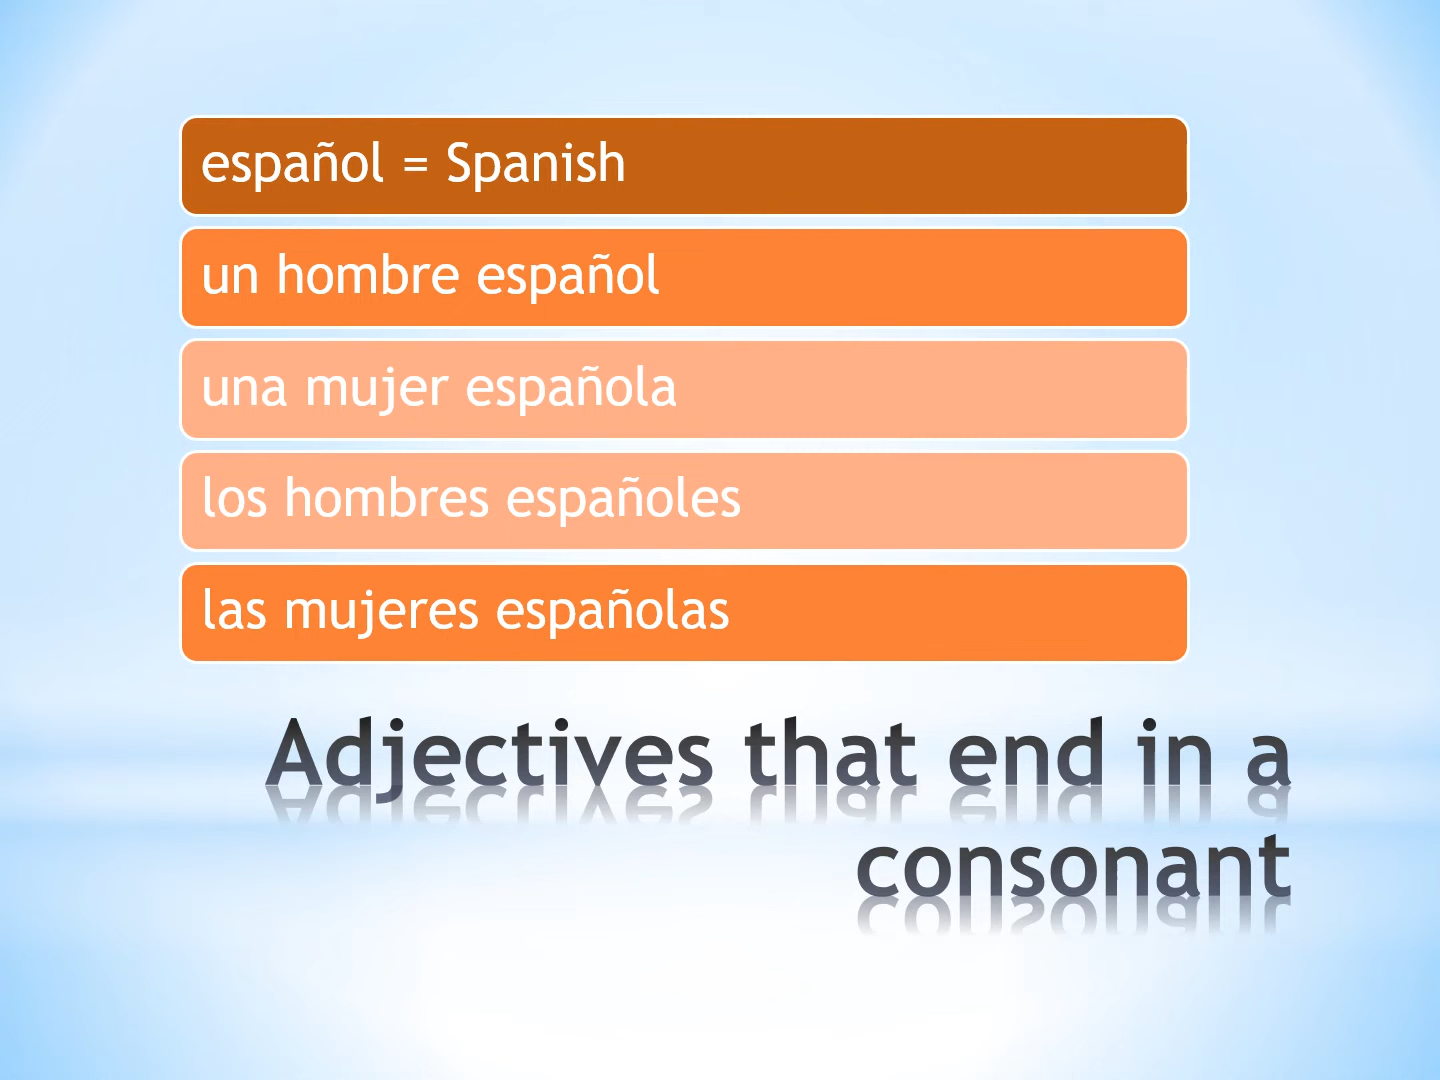 español = Spanish
un hombre español
una mujer española
los hombres españoles
las mujeres españolas
Adjectives that end in a
consonant